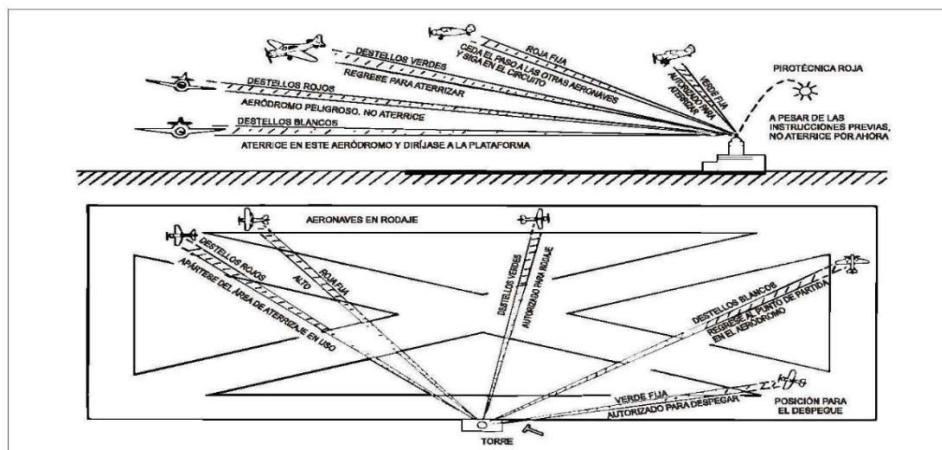 ROJA FIJA
CEDA EL PASO A LAS OTRAS AERONAVES
Y SIGA EN EL CIRCUITO
DESTELLOS VERDES
REGRESE PARA ATERRIZAR
VERDE FIJA
AUTORIZADO PARA
ATERRIZAR
PIROTÉCNICA ROJA
DESTELLOS ROJOS
AERÓDROMO PELIGROSO. NO ATERRICE
A PESAR DE LAS
INSTRUCCIONES PREVIAS,
NO ATERRICE POR AHORA
DESTELLOS BLANCOS
ATERRICE EN ESTE AERÓDROMO Y DIRÍJASE A LA PLATAFORMA
AERONAVES EN RODAJE
DESTELLOS ROJOS
APÁRTESE DEL ÁREA DE ATERRIZAJE EN USO
ROJA FIJA
ALTO
DESTELLOS VERDES
AUTORIZADO PARA RODAJE
DESTELLOS BLANCOS
REGRESE AL PUNTO DE PARTIDA
EN EL AERÓDROMO
VERDE FIJA
AUTORIZADO PARA DESPEGAR
POSICIÓN PARA
EL DESPEQUE
TORRE